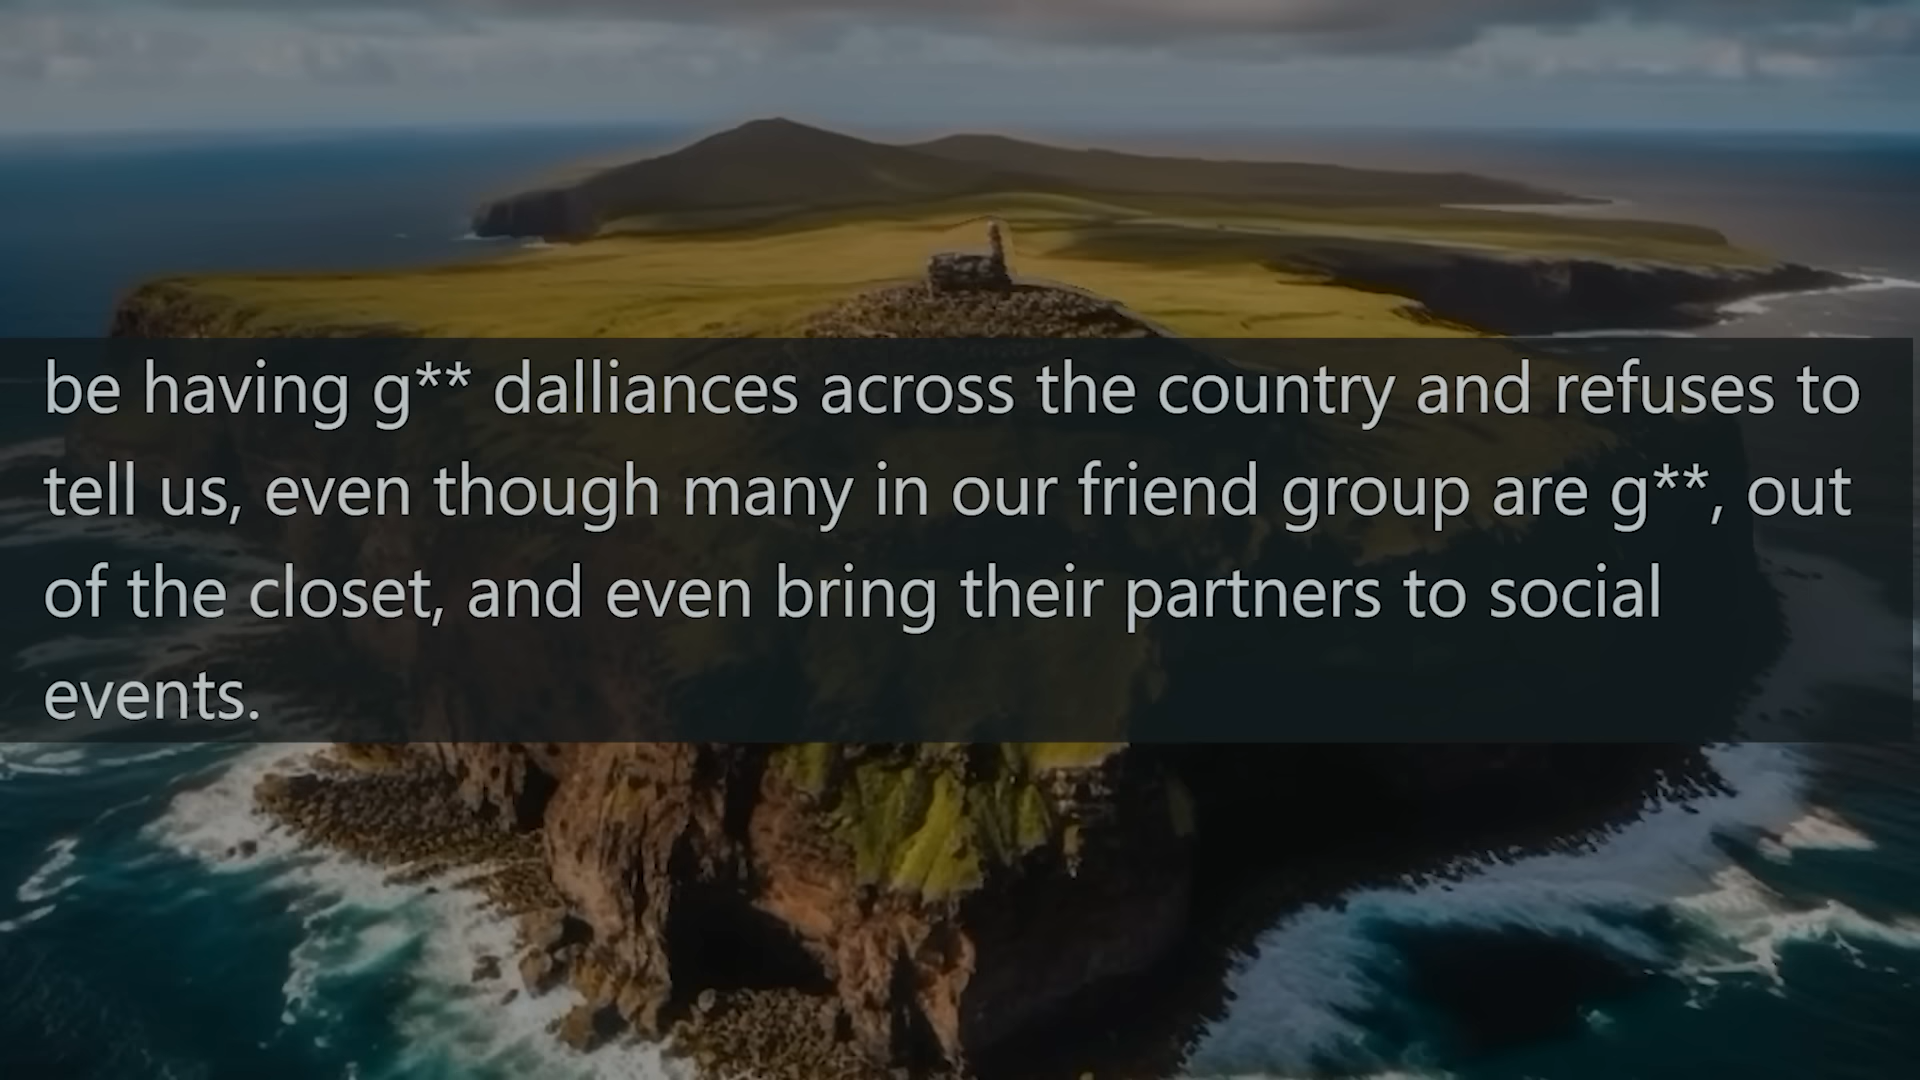 be having g** dalliances across the country and refuses to
tell us, even though many in our friend group are g**, out
of the closet, and even bring their partners to social
events.